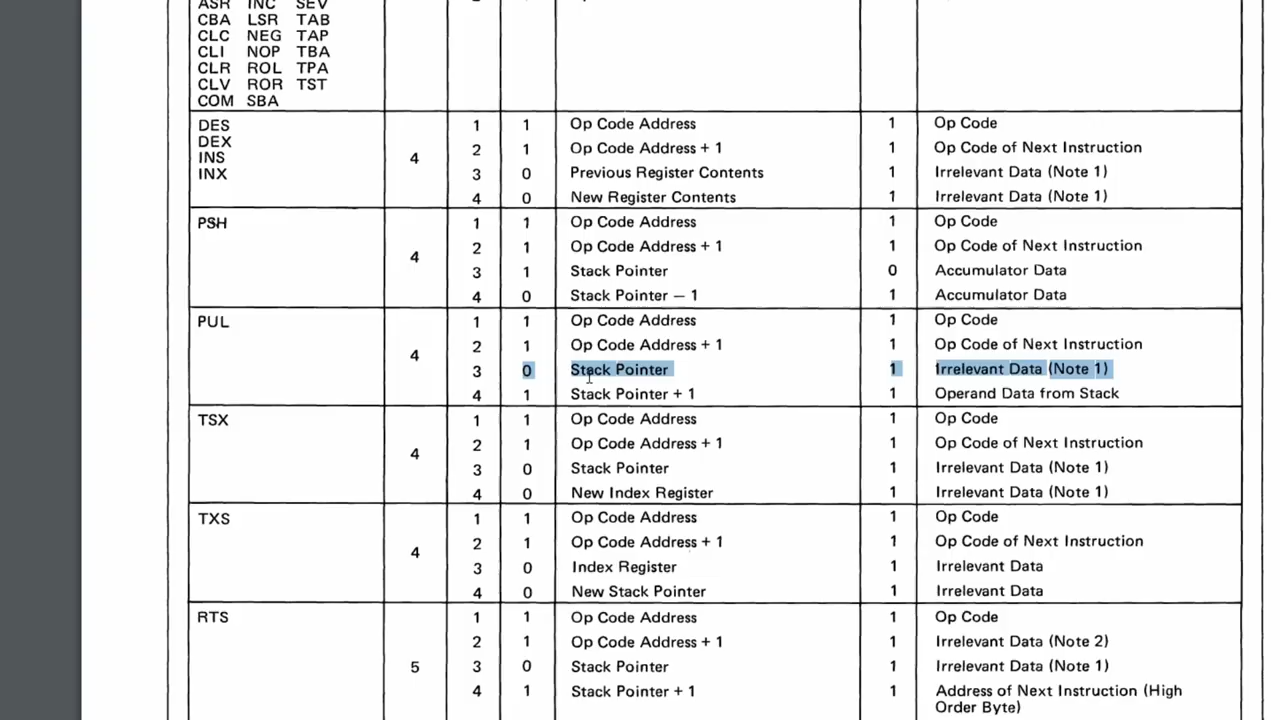 ASR INC SEV
CBA LSR TAB
CLC NEG TAP
CLI NOP TBA
CLR ROL TPA
CLV ROR TST
COM SBA
DES 1 1 Op Code Address 1 Op Code
DEX 2 1 Op Code Address + 1 1 Op Code of Next Instruction
INS 4
INX 3 0 Previous Register Contents 1 Irrelevant Data (Note 1)
4 0 New Register Contents 1 Irrelevant Data (Note 1)
PSH 1 1 Op Code Address 1 Op Code
4 2 1 Op Code Address + 1 1 Op Code of Next Instruction
3 1 Stack Pointer 0 Accumulator Data
4 0 Stack Pointer — 1 1 Accumulator Data
PUL 1 1 Op Code Address 1 Op Code
4 2 1 Op Code Address + 1 1 Op Code of Next Instruction
3 0 Stack Pointer 1 Irrelevant Data (Note 1)
4 1 Stack Pointer + 1 1 Operand Data from Stack
TSX 1 1 Op Code Address 1 Op Code
4 2 1 Op Code Address + 1 1 Op Code of Next Instruction
3 0 Stack Pointer 1 Irrelevant Data (Note 1)
4 0 New Index Register 1 Irrelevant Data (Note 1)
TXS 1 1 Op Code Address 1 Op Code
4 2 1 Op Code Address + 1 1 Op Code of Next Instruction
3 0 Index Register 1 Irrelevant Data
4 0 New Stack Pointer 1 Irrelevant Data
RTS 1 1 Op Code Address 1 Op Code
2 1 Op Code Address + 1 1 Irrelevant Data (Note 2)
5 3 0 Stack Pointer 1 Irrelevant Data (Note 1)
4 1 Stack Pointer + 1 1 Address of Next Instruction (High
Order Byte)